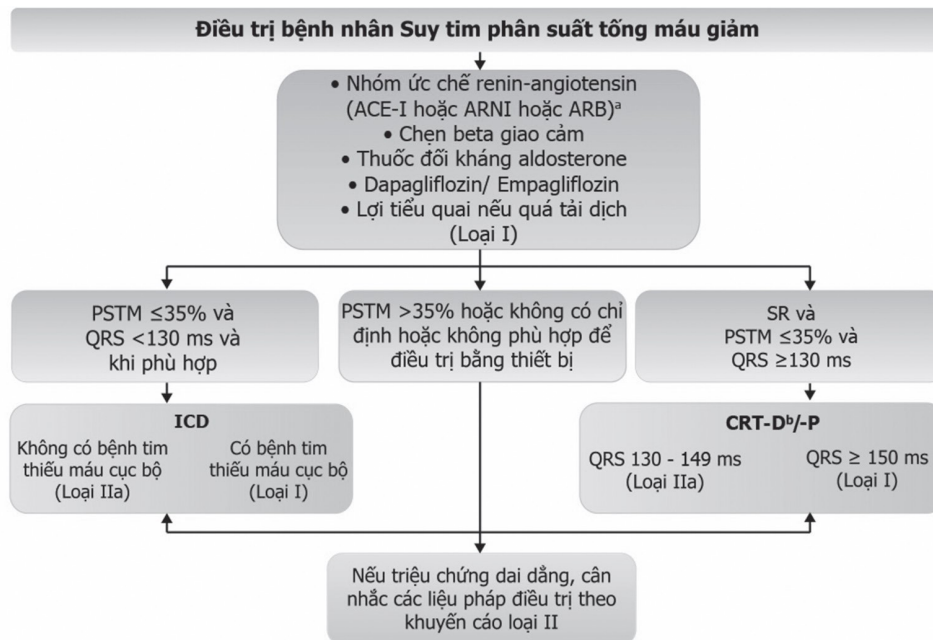 Điều trị bệnh nhân Suy tim phân suất tống máu giảm
• Nhóm ức chế renin-angiotensin
(ACE-I hoặc ARNI hoặc ARB)ᵃ
• Chẹn beta giao cảm
• Thuốc đối kháng aldosterone
• Dapagliflozin/ Empagliflozin
• Lợi tiểu quai nếu quá tải dịch
(Loại I)
PSTM ≤35% và
QRS <130 ms và
khi phù hợp
PSTM >35% hoặc không có chỉ
định hoặc không phù hợp để
điều trị bằng thiết bị
SR và
PSTM ≤35% và
QRS ≥130 ms
ICD
Không có bệnh tim
thiếu máu cục bộ
(Loại IIa)
Có bệnh tim
thiếu máu cục bộ
(Loại I)
CRT-Dᵇ/-P
QRS 130 - 149 ms
(Loại IIa)
QRS ≥ 150 ms
(Loại I)
Nếu triệu chứng dai dẳng, cân
nhắc các liệu pháp điều trị theo
khuyến cáo loại II